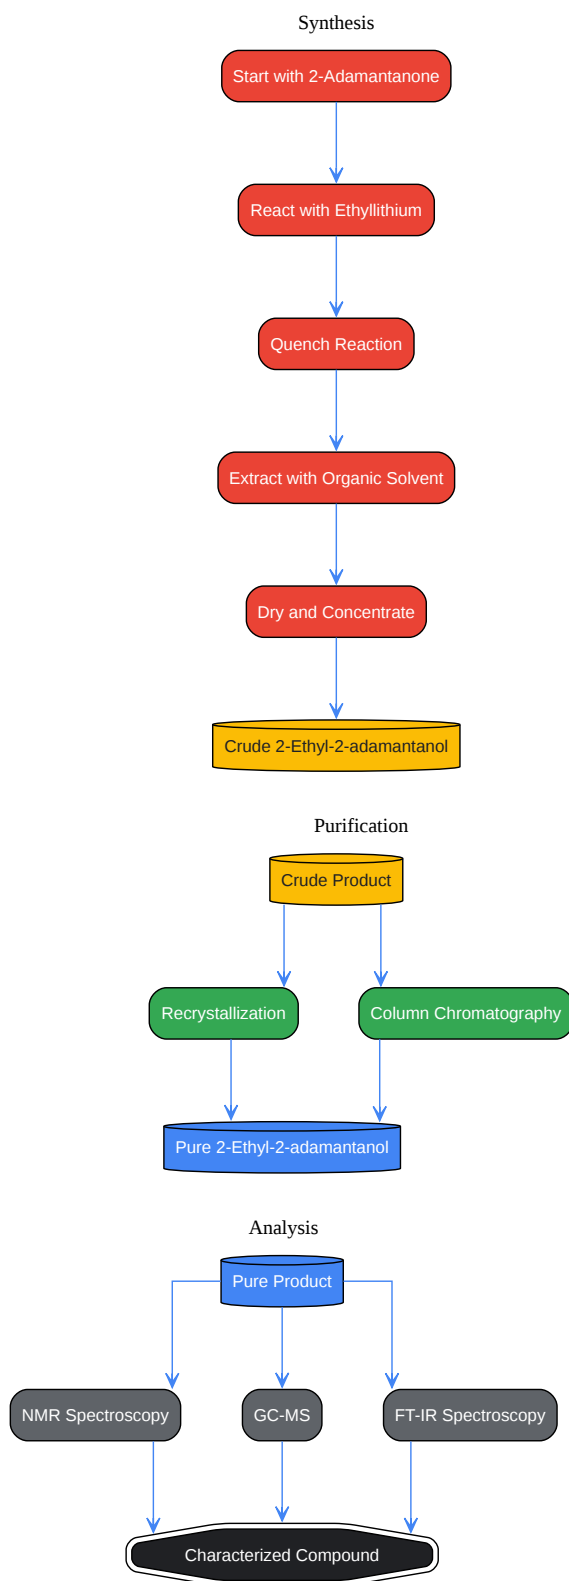 Synthesis
Start with 2-Adamantanone
React with Ethyllithium
Quench Reaction
Extract with Organic Solvent
Dry and Concentrate
Crude 2-Ethyl-2-adamantanol
Purification
Crude Product
Recrystallization
Column Chromatography
Pure 2-Ethyl-2-adamantanol
Analysis
Pure Product
NMR Spectroscopy
GC-MS
FT-IR Spectroscopy
Characterized Compound